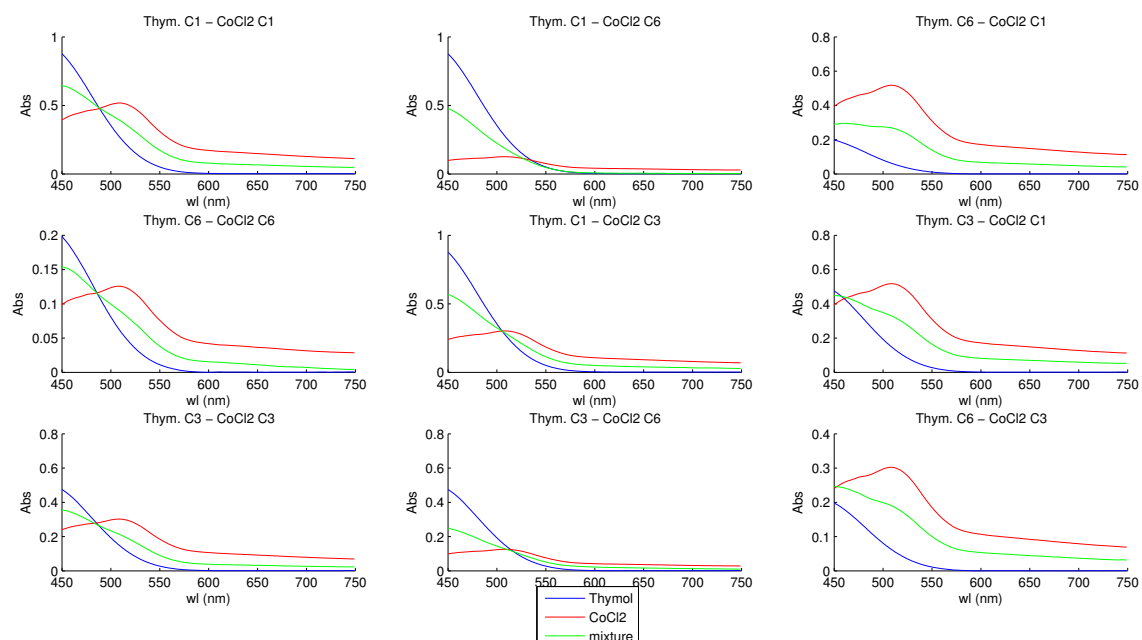 Thym. C1 − CoCl2 C1
Thym. C1 − CoCl2 C6
Thym. C6 − CoCl2 C1
1
0.5
0
Abs
450 500 550 600 650 700 750
wl (nm)
1
0.5
0
Abs
450 500 550 600 650 700 750
wl (nm)
0.8
0.6
0.4
0.2
0
Abs
450 500 550 600 650 700 750
wl (nm)
Thym. C6 − CoCl2 C6
Thym. C1 − CoCl2 C3
Thym. C3 − CoCl2 C1
0.2
0.15
0.1
0.05
0
Abs
450 500 550 600 650 700 750
wl (nm)
1
0.5
0
Abs
450 500 550 600 650 700 750
wl (nm)
0.8
0.6
0.4
0.2
0
Abs
450 500 550 600 650 700 750
wl (nm)
Thym. C3 − CoCl2 C3
Thym. C3 − CoCl2 C6
Thym. C6 − CoCl2 C3
0.8
0.6
0.4
0.2
0
Abs
450 500 550 600 650 700 750
wl (nm)
0.8
0.6
0.4
0.2
0
Abs
450 500 550 600 650 700 750
wl (nm)
0.4
0.3
0.2
0.1
0
Abs
450 500 550 600 650 700 750
wl (nm)
Thymol
CoCl2
mixture